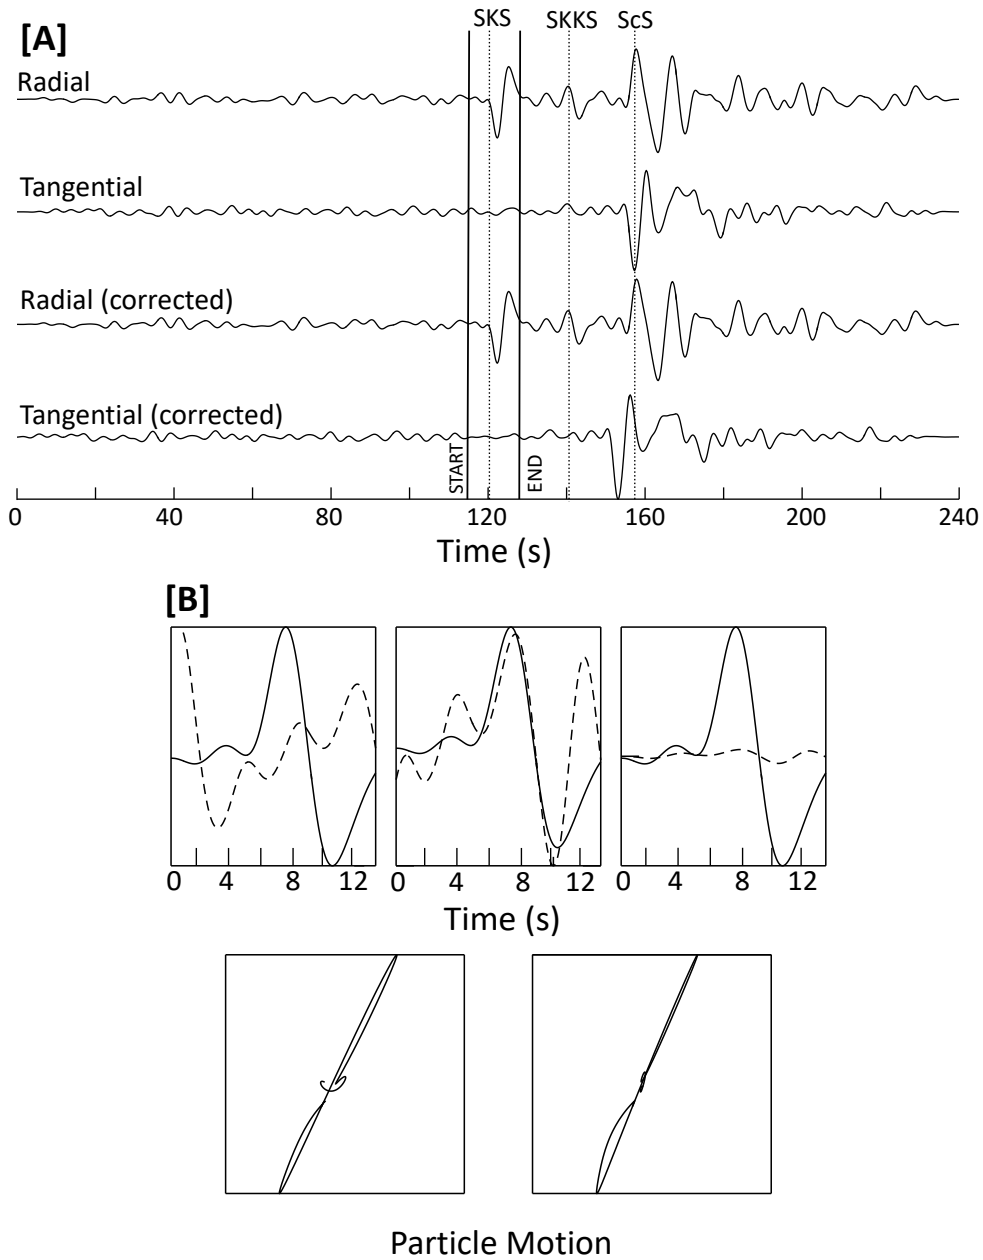 [A]
SKS SKKS ScS
Radial
Tangential
Radial (corrected)
Tangential (corrected)
START
END
0 40 80 120 160 200 240
Time (s)
[B]
0 4 8 12 0 4 8 12 0 4 8 12
Time (s)
Particle Motion